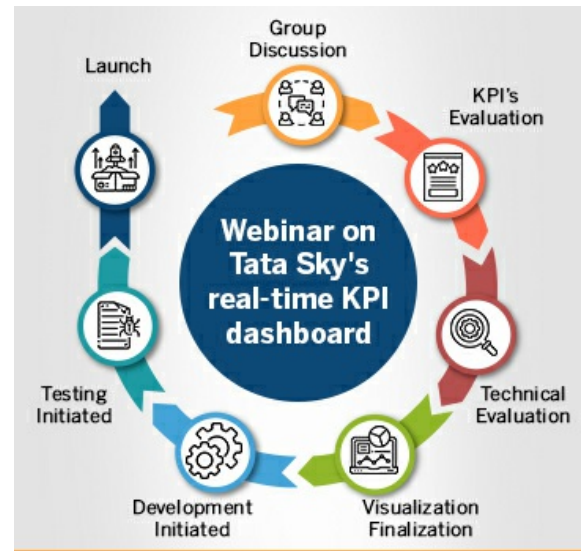 Group
Discussion
Launch
KPI's
Evaluation
Webinar on
Tata Sky's
real-time KPI
dashboard
Testing
Initiated
Technical
Evaluation
Development
Initiated
Visualization
Finalization